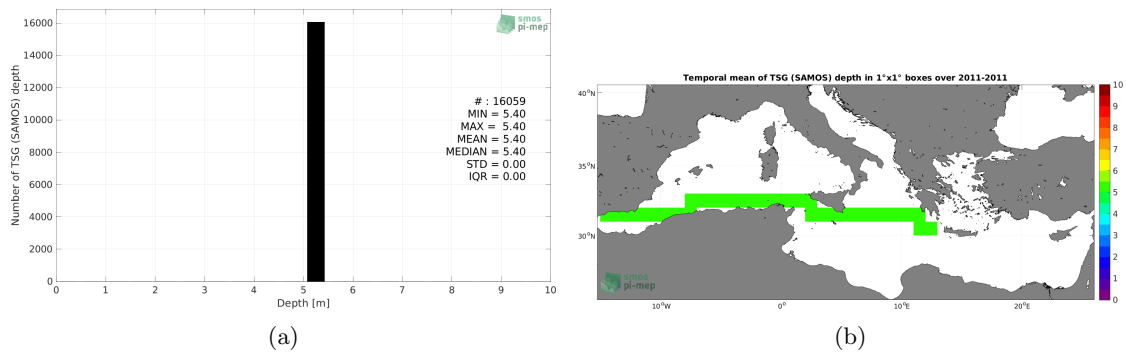 smos
pi-mep
16000
14000
12000
10000
8000
6000
4000
2000
0
Number of TSG (SAMOS) depth
# : 16059
MIN = 5.40
MAX = 5.40
MEAN = 5.40
MEDIAN = 5.40
STD = 0.00
IQR = 0.00
0 1 2 3 4 5 6 7 8 9 10
Depth [m]
(a)
Temporal mean of TSG (SAMOS) depth in 1°x1° boxes over 2011-2011
40°N
35°N
30°N
10°W 0° 10°E 20°E
10
9
8
7
6
5
4
3
2
1
0
smos
pi-mep
(b)